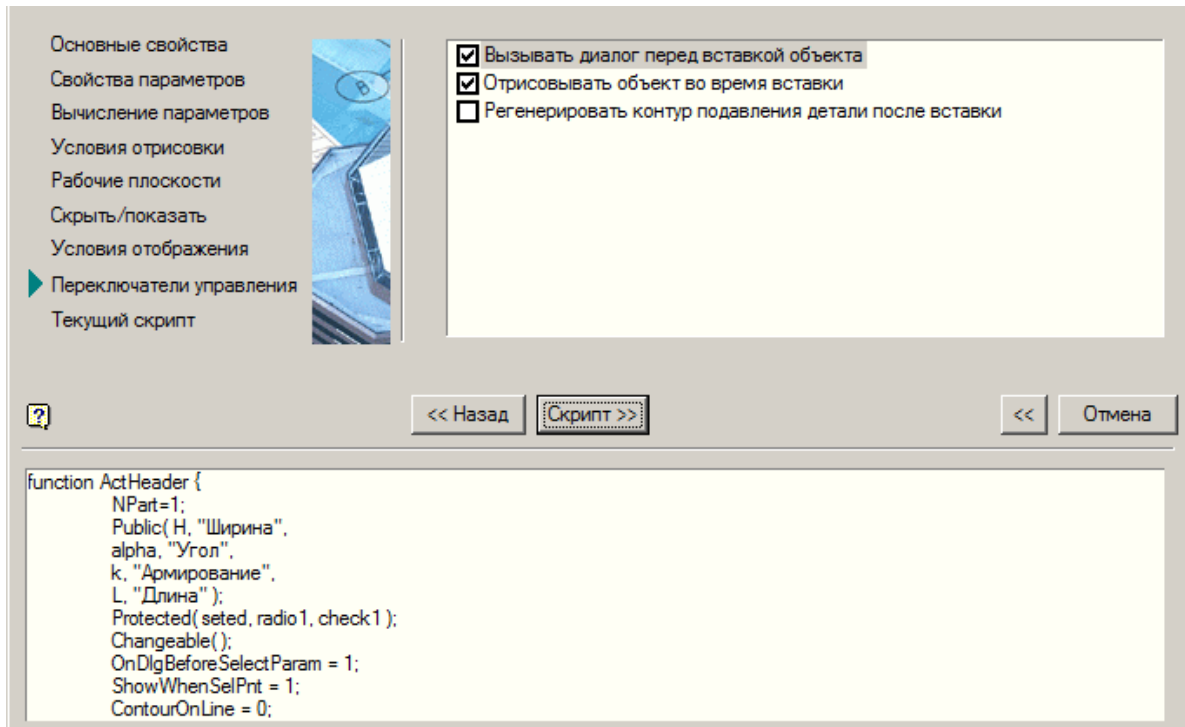 Основные свойства
Свойства параметров
Вычисление параметров
Условия отрисовки
Рабочие плоскости
Скрыть/показать
Условия отображения
Переключатели управления
Текущий скрипт
В
Вызывать диалог перед вставкой объекта
Отрисовывать объект во время вставки
Регенерировать контур подавления детали после вставки
?
<< Назад
Скрипт >>
<<
Отмена
function ActHeader {
NPart=1;
Public( H, "Ширина",
alpha, "Угол",
k, "Армирование",
L, "Длина" );
Protected( seted, radio1, check1 );
Changeable( );
OnDlgBeforeSelectParam = 1;
ShowWhenSelPnt = 1;
ContourOnLine = 0;